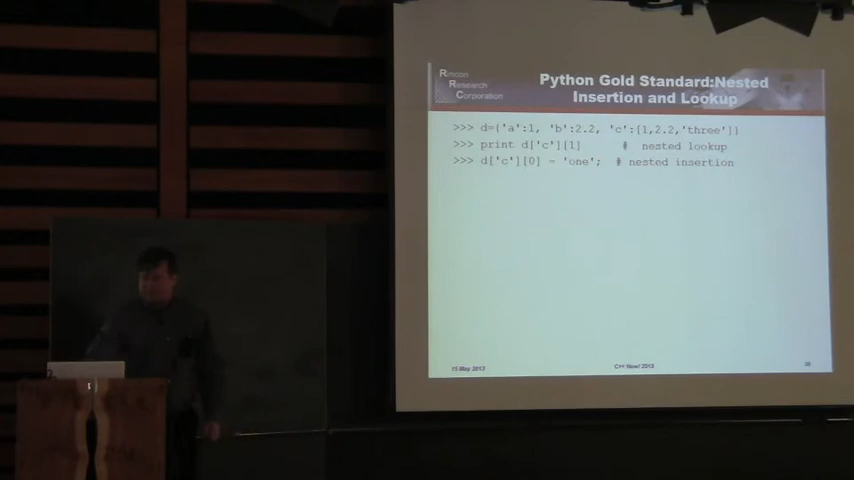 Rincon
Research
Corporation
Python Gold Standard:Nested
Insertion and Lookup
>>> d={'a':1, 'b':2.2, 'c':[1,2.2,'three']}
>>> print d['c'][1] # nested lookup
>>> d['c'][0] = 'one'; # nested insertion
15 May 2013
C++ Now! 2013